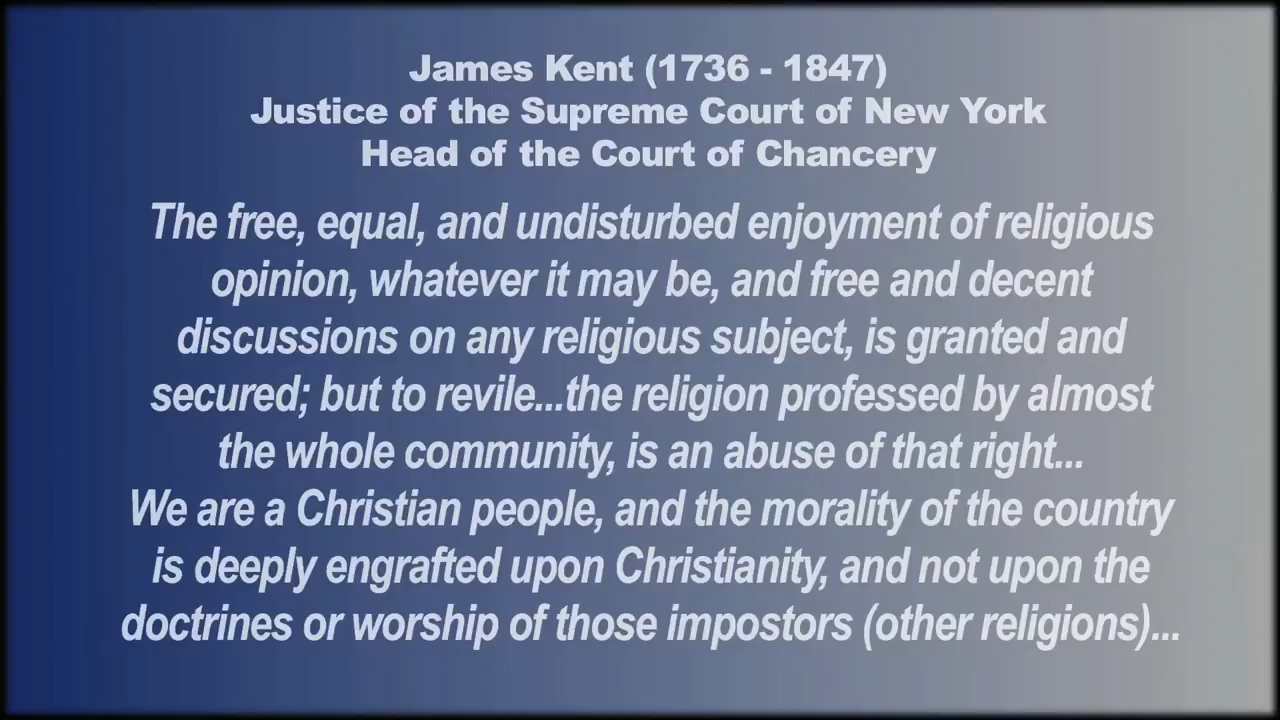 James Kent (1736 - 1847)
Justice of the Supreme Court of New York
Head of the Court of Chancery
The free, equal, and undisturbed enjoyment of religious
opinion, whatever it may be, and free and decent
discussions on any religious subject, is granted and
secured; but to revile...the religion professed by almost
the whole community, is an abuse of that right...
We are a Christian people, and the morality of the country
is deeply engrafted upon Christianity, and not upon the
doctrines or worship of those impostors (other religions)...